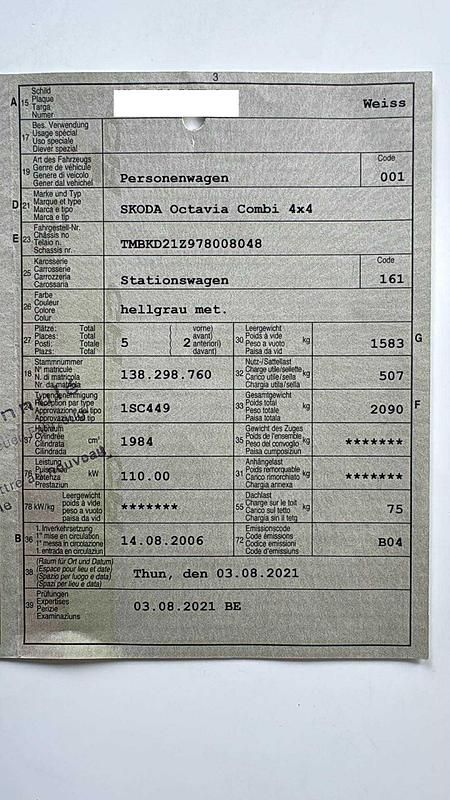 3
A 15 Schild
Plaque
Targa
Numer
Weiss
17 Bes. Verwendung
Usage spécial
Uso speciale
Diever spezial
19 Art des Fahrzeugs
Genre de véhicule
Genere di veicolo
Gener dal vehichel
Personenwagen
Code
001
D 21 Marke und Typ
Marque et type
Marca e tipo
Marca e tip
SKODA Octavia Combi 4x4
E 23 Fahrgestell-Nr.
Châssis no
Telaio n.
Schassis nr.
TMBKD21Z978008048
25 Karosserie
Carrosserie
Carrozzeria
Carossaria
Stationswagen
Code
161
26 Farbe
Couleur
Colore
Colur
hellgrau met.
27 Plätze: Total
Places: Total
Posti: Totale
Plazs: Total
5
vorne)
avant)
2 anteriori)
davant)
30 Leergewicht
Poids à vide
Peso a vuoto
Paisa da vid
kg
1583
G
18 Stammnummer
N° matricule
N. di matricola
Nr. da matricla
138.298.760
32 Nutz-/Sattellast
Charge utile/sellette
Carico utile/sella
Chargia utila/sella
kg
507
24 Typengenehmigung
Réception par type
Approvazione del tipo
Approvaziun dal tip
1SC449
33 Gesamtgewicht
Poids total
Peso totale
Paisa totala
kg
2090
F
37 Hubraum
Cylindrée
Cilindrata
Cilindrada
cm³
1984
35 Gewicht des Zuges
Poids de l'ensemble
Peso del convoglio
Paisa cumposiziun
kg
*******
76 Leistung
Puissance
Potenza
Prestaziun
kW
110.00
31 Anhängelast
Poids remorquable
Carico rimorchiato
Chargia annexa
kg
*******
78 kW/kg
Leergewicht
poids à vide
peso a vuoto
paisa da vid
*******
55 Dachlast
Charge sur le toit
Carico sul tetto
Chargia sin il tetg
kg
75
B 36 1. Inverkehrsetzung
1re mise en circulation
1a messa in circolazione
1. entrada en circulaziun
14.08.2006
72 Emissionscode
Code émissions
Codice emissioni
Code d'emissiuns
B04
38 (Raum für Ort und Datum)
(Espace pour lieu et date)
(Spazio per luogo e data)
(Spazi per lieu e data)
Thun, den 03.08.2021
39 Prüfungen
Expertises
Perizie
Examinaziuns
03.08.2021 BE
nouveau